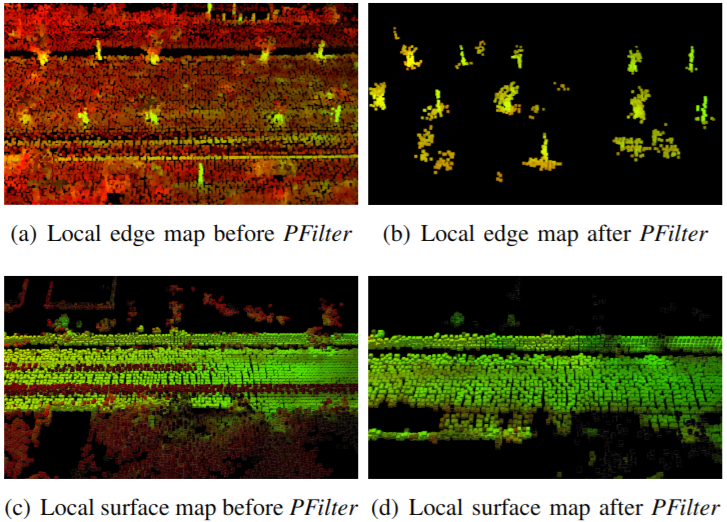 (a) Local edge map before PFilter
(b) Local edge map after PFilter
(c) Local surface map before PFilter
(d) Local surface map after PFilter